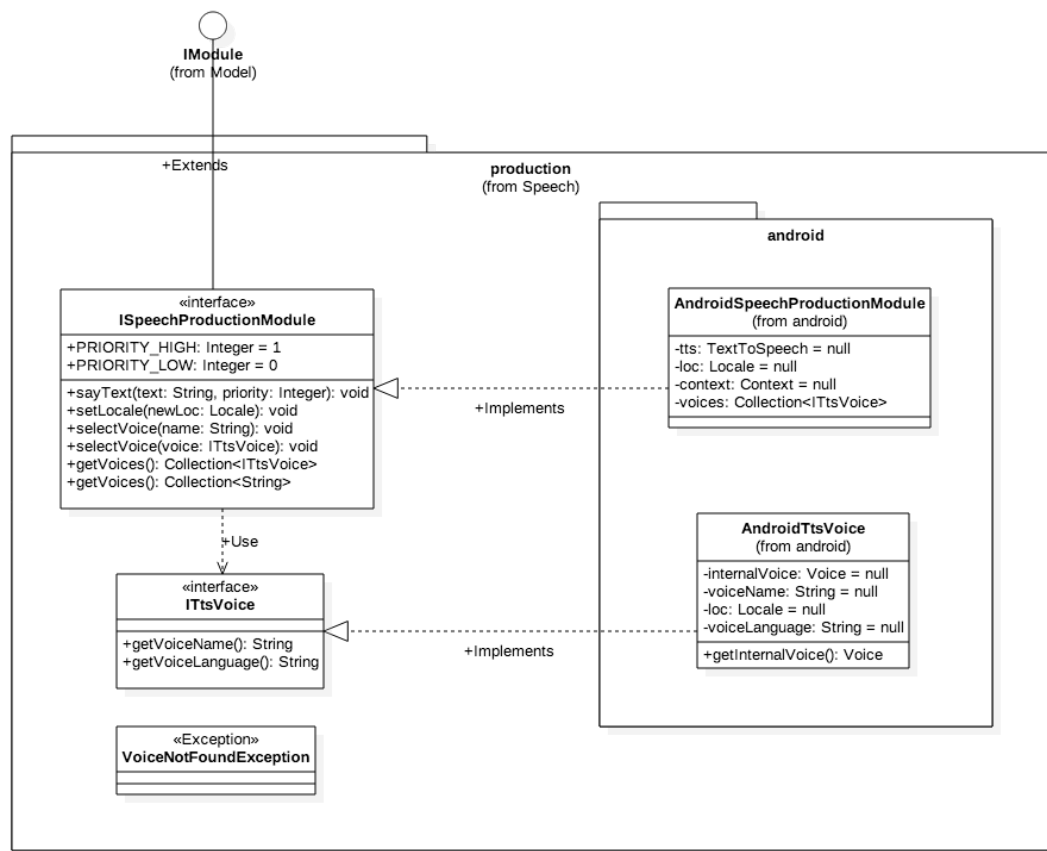 IModule
(from Model)
+Extends
production
(from Speech)
android
«interface»
ISpeechProductionModule
+PRIORITY_HIGH: Integer = 1
+PRIORITY_LOW: Integer = 0
+sayText(text: String, priority: Integer): void
+setLocale(newLoc: Locale): void
+selectVoice(name: String): void
+selectVoice(voice: ITtsVoice): void
+getVoices(): Collection<ITtsVoice>
+getVoices(): Collection<String>
+Implements
AndroidSpeechProductionModule
(from android)
-tts: TextToSpeech = null
-loc: Locale = null
-context: Context = null
-voices: Collection<ITtsVoice>
+Use
«interface»
ITtsVoice
+getVoiceName(): String
+getVoiceLanguage(): String
+Implements
AndroidTtsVoice
(from android)
-internalVoice: Voice = null
-voiceName: String = null
-loc: Locale = null
-voiceLanguage: String = null
+getInternalVoice(): Voice
«Exception»
VoiceNotFoundException